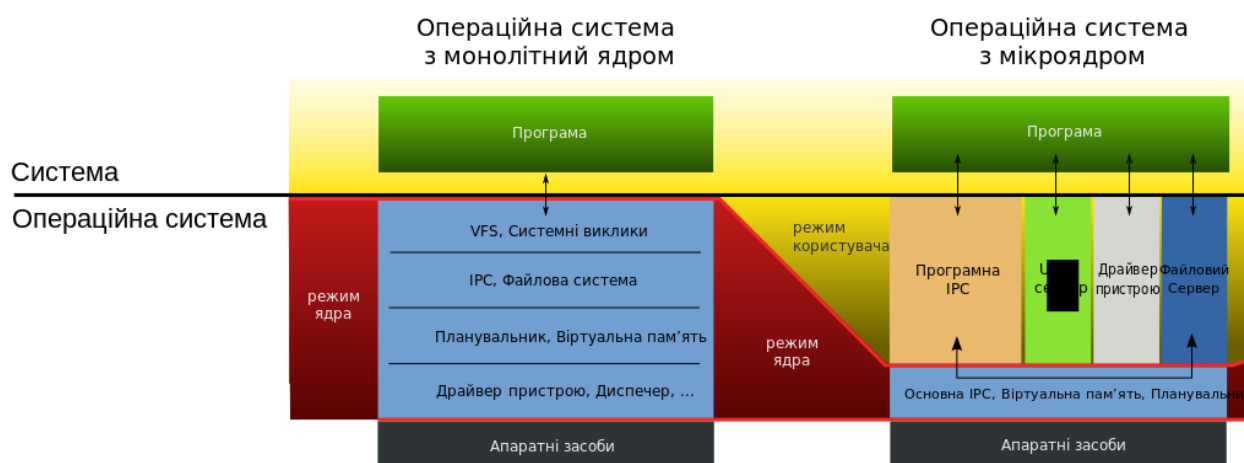 Операційна система
з монолітний ядром
Операційна система
з мікроядром
Програма
Програма
Система
Операційна система
VFS, Системні виклики
IPC, Файлова система
Планувальник, Віртуальна пам’ять
Драйвер пристрою, Диспечер, ...
Апаратні засоби
режим
ядра
режим
користувача
режим
ядра
Програмна
IPC
Драйвер
пристрою
Файловий
Сервер
Основна IPC, Віртуальна пам’ять,
Апаратні засоби